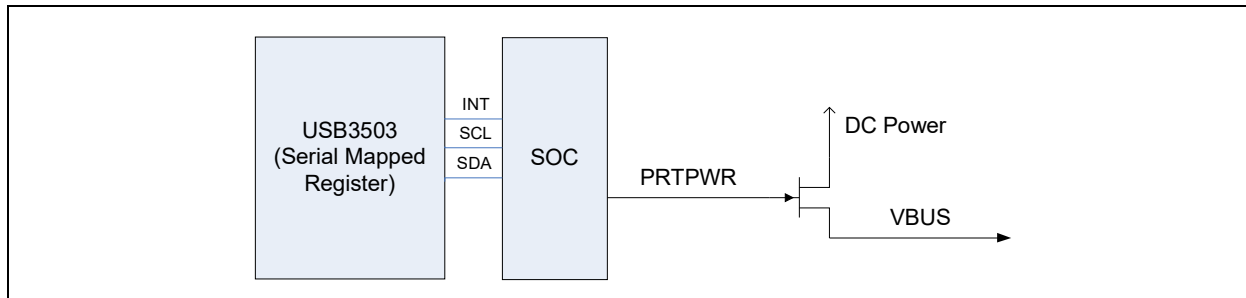 USB3503
(Serial Mapped
Register)
INT
SCL
SDA
SOC
PRTPWR
DC Power
VBUS